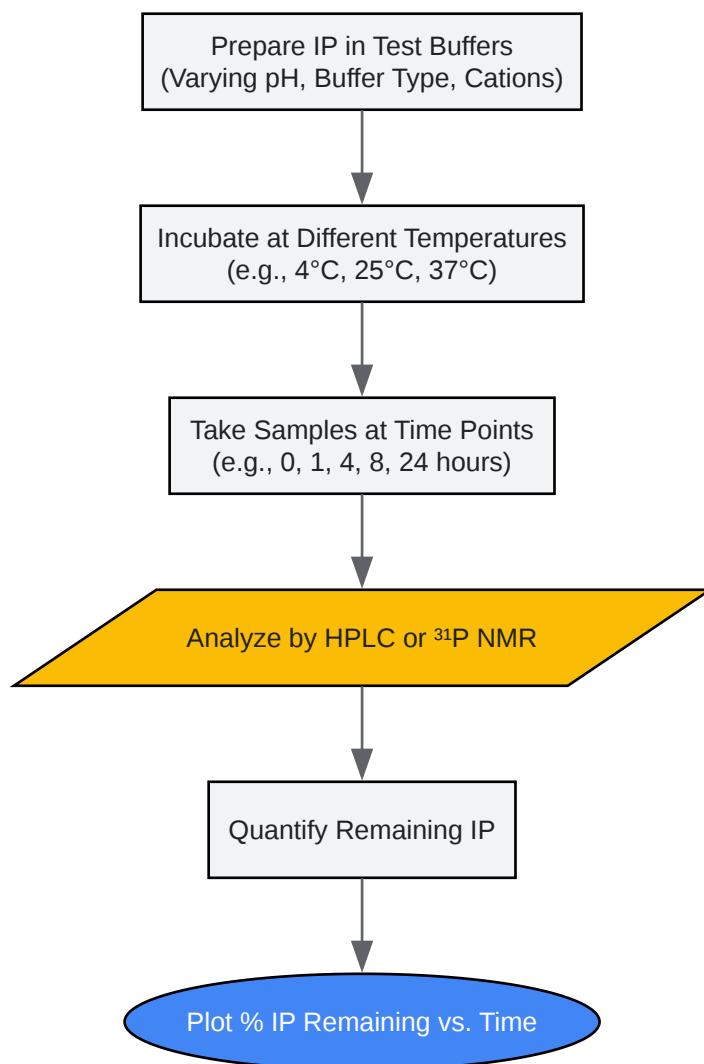 Prepare IP in Test Buffers
(Varying pH, Buffer Type, Cations)
Incubate at Different Temperatures
(e.g., 4°C, 25°C, 37°C)
Take Samples at Time Points
(e.g., 0, 1, 4, 8, 24 hours)
Analyze by HPLC or ³¹P NMR
Quantify Remaining IP
Plot % IP Remaining vs. Time